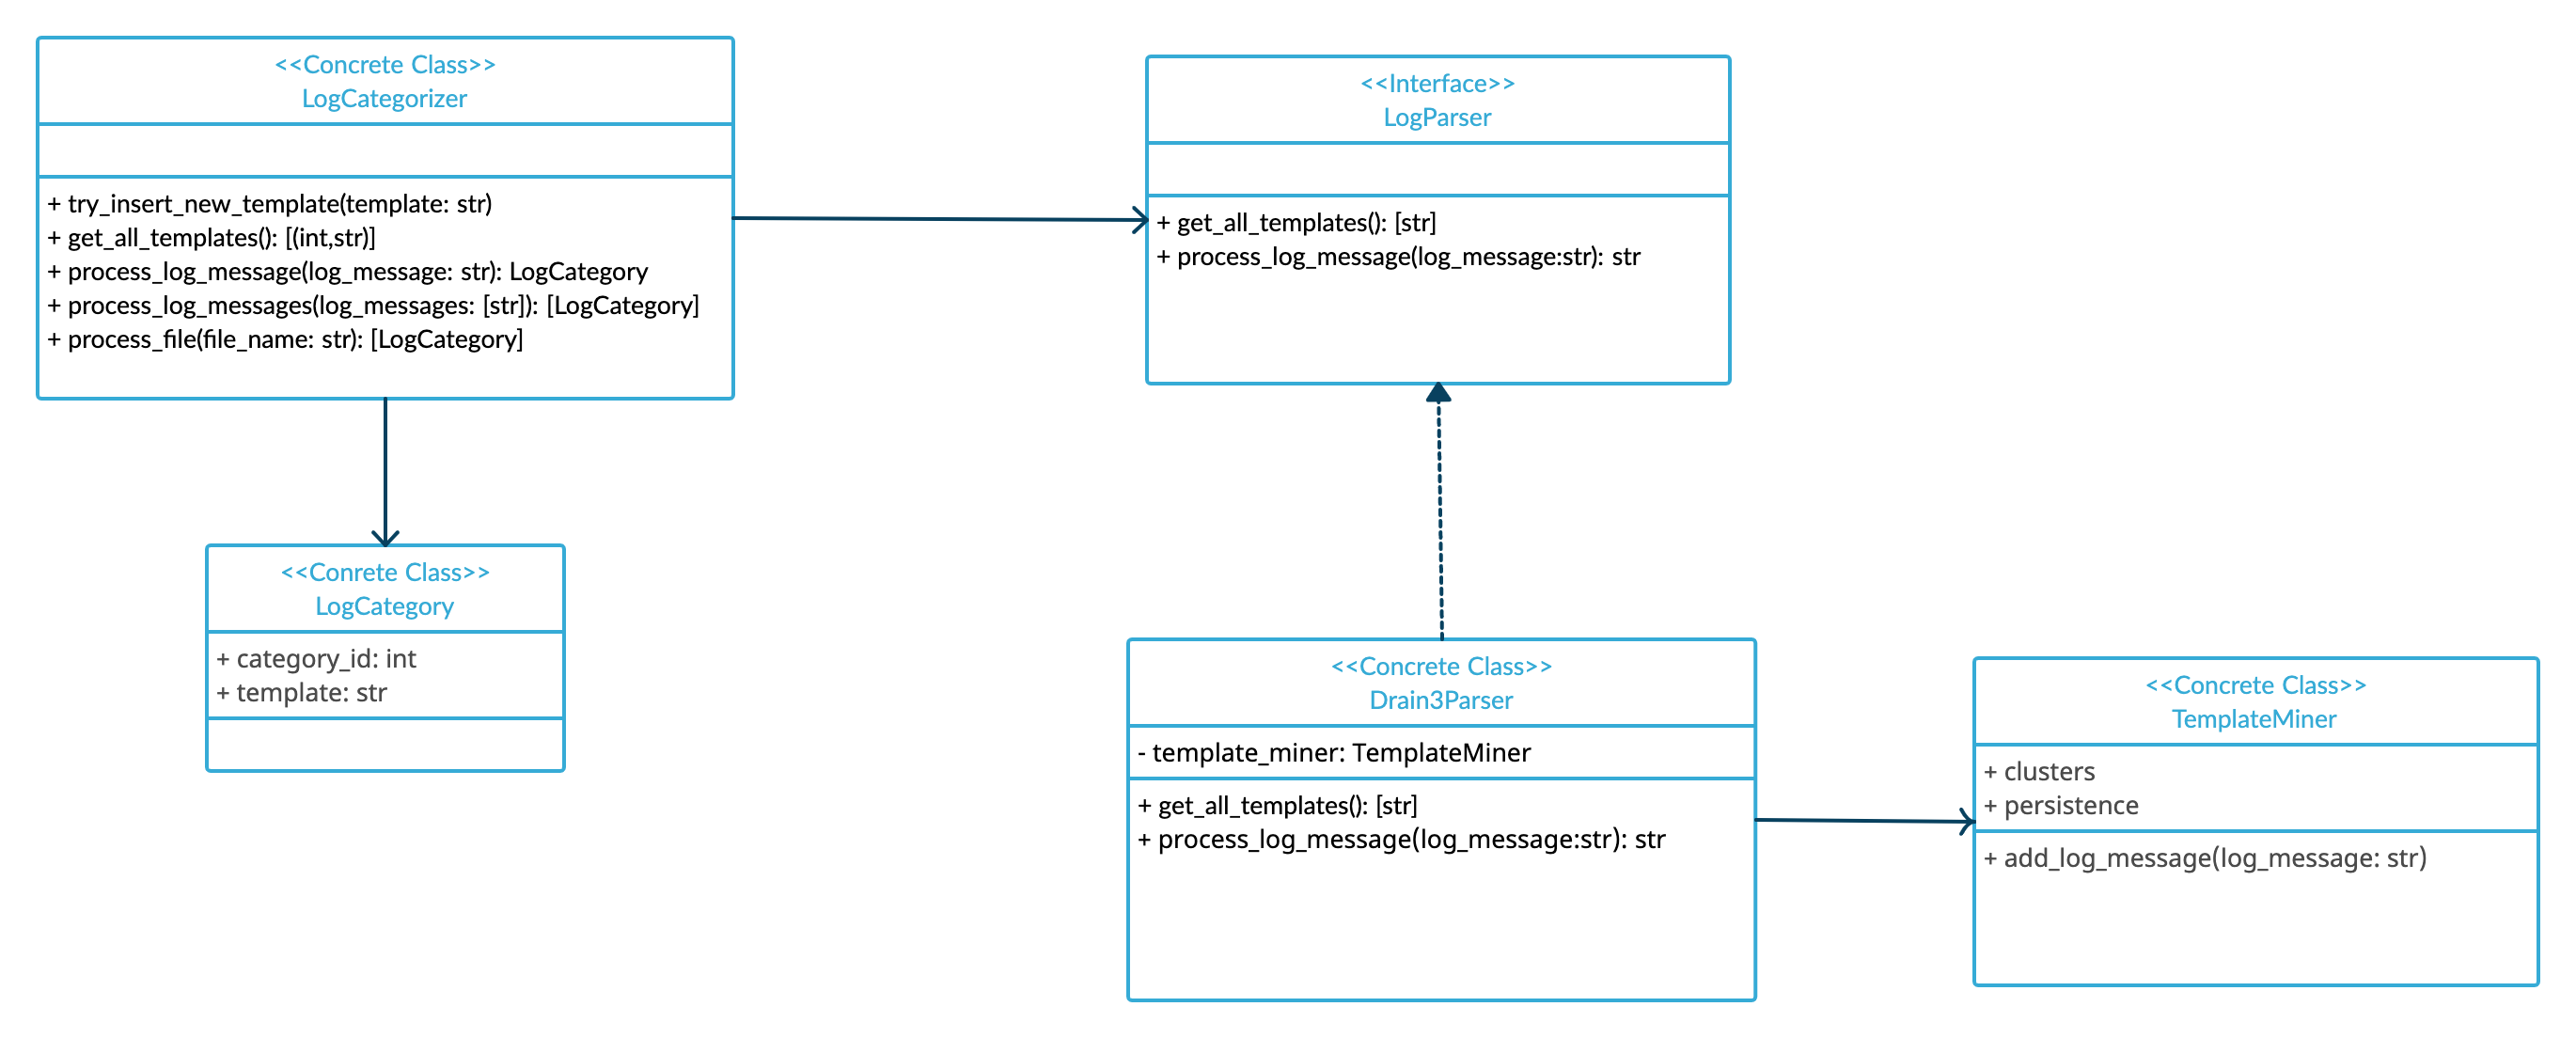 <<Concrete Class>>
LogCategorizer
+ try_insert_new_template(template: str)
+ get_all_templates(): [(int,str)]
+ process_log_message(log_message: str): LogCategory
+ process_log_messages(log_messages: [str]): [LogCategory]
+ process_file(file_name: str): [LogCategory]
<<Interface>>
LogParser
+ get_all_templates(): [str]
+ process_log_message(log_message:str): str
<<Conrete Class>>
LogCategory
+ category_id: int
+ template: str
<<Concrete Class>>
Drain3Parser
- template_miner: TemplateMiner
+ get_all_templates(): [str]
+ process_log_message(log_message:str): str
<<Concrete Class>>
TemplateMiner
+ clusters
+ persistence
+ add_log_message(log_message: str)